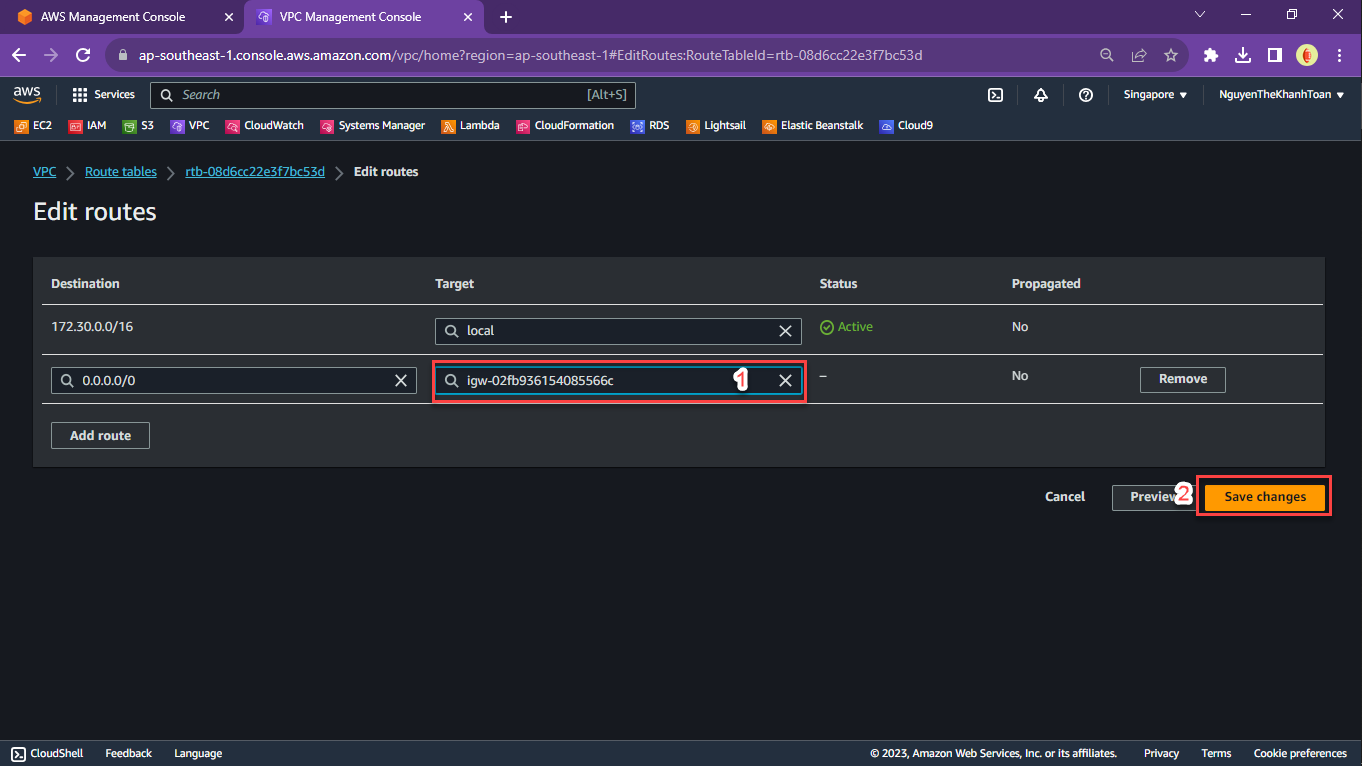 AWS Management Console
VPC Management Console
ap-southeast-1.console.aws.amazon.com/vpc/home?region=ap-southeast-1#EditRoutes:RouteTableId=rtb-08d6cc22e3f7bc53d
aws Services Search [Alt+S] Singapore NguyenTheKhanhToan
EC2 IAM S3 VPC CloudWatch Systems Manager Lambda CloudFormation RDS Lightsail Elastic Beanstalk Cloud9
VPC Route tables rtb-08d6cc22e3f7bc53d Edit routes
Edit routes
Destination Target Status Propagated
172.30.0.0/16 local Active No
0.0.0.0/0 igw-02fb936154085566c 1 – No Remove
Add route
Cancel Preview 2 Save changes
CloudShell Feedback Language © 2023, Amazon Web Services, Inc. or its affiliates. Privacy Terms Cookie preferences